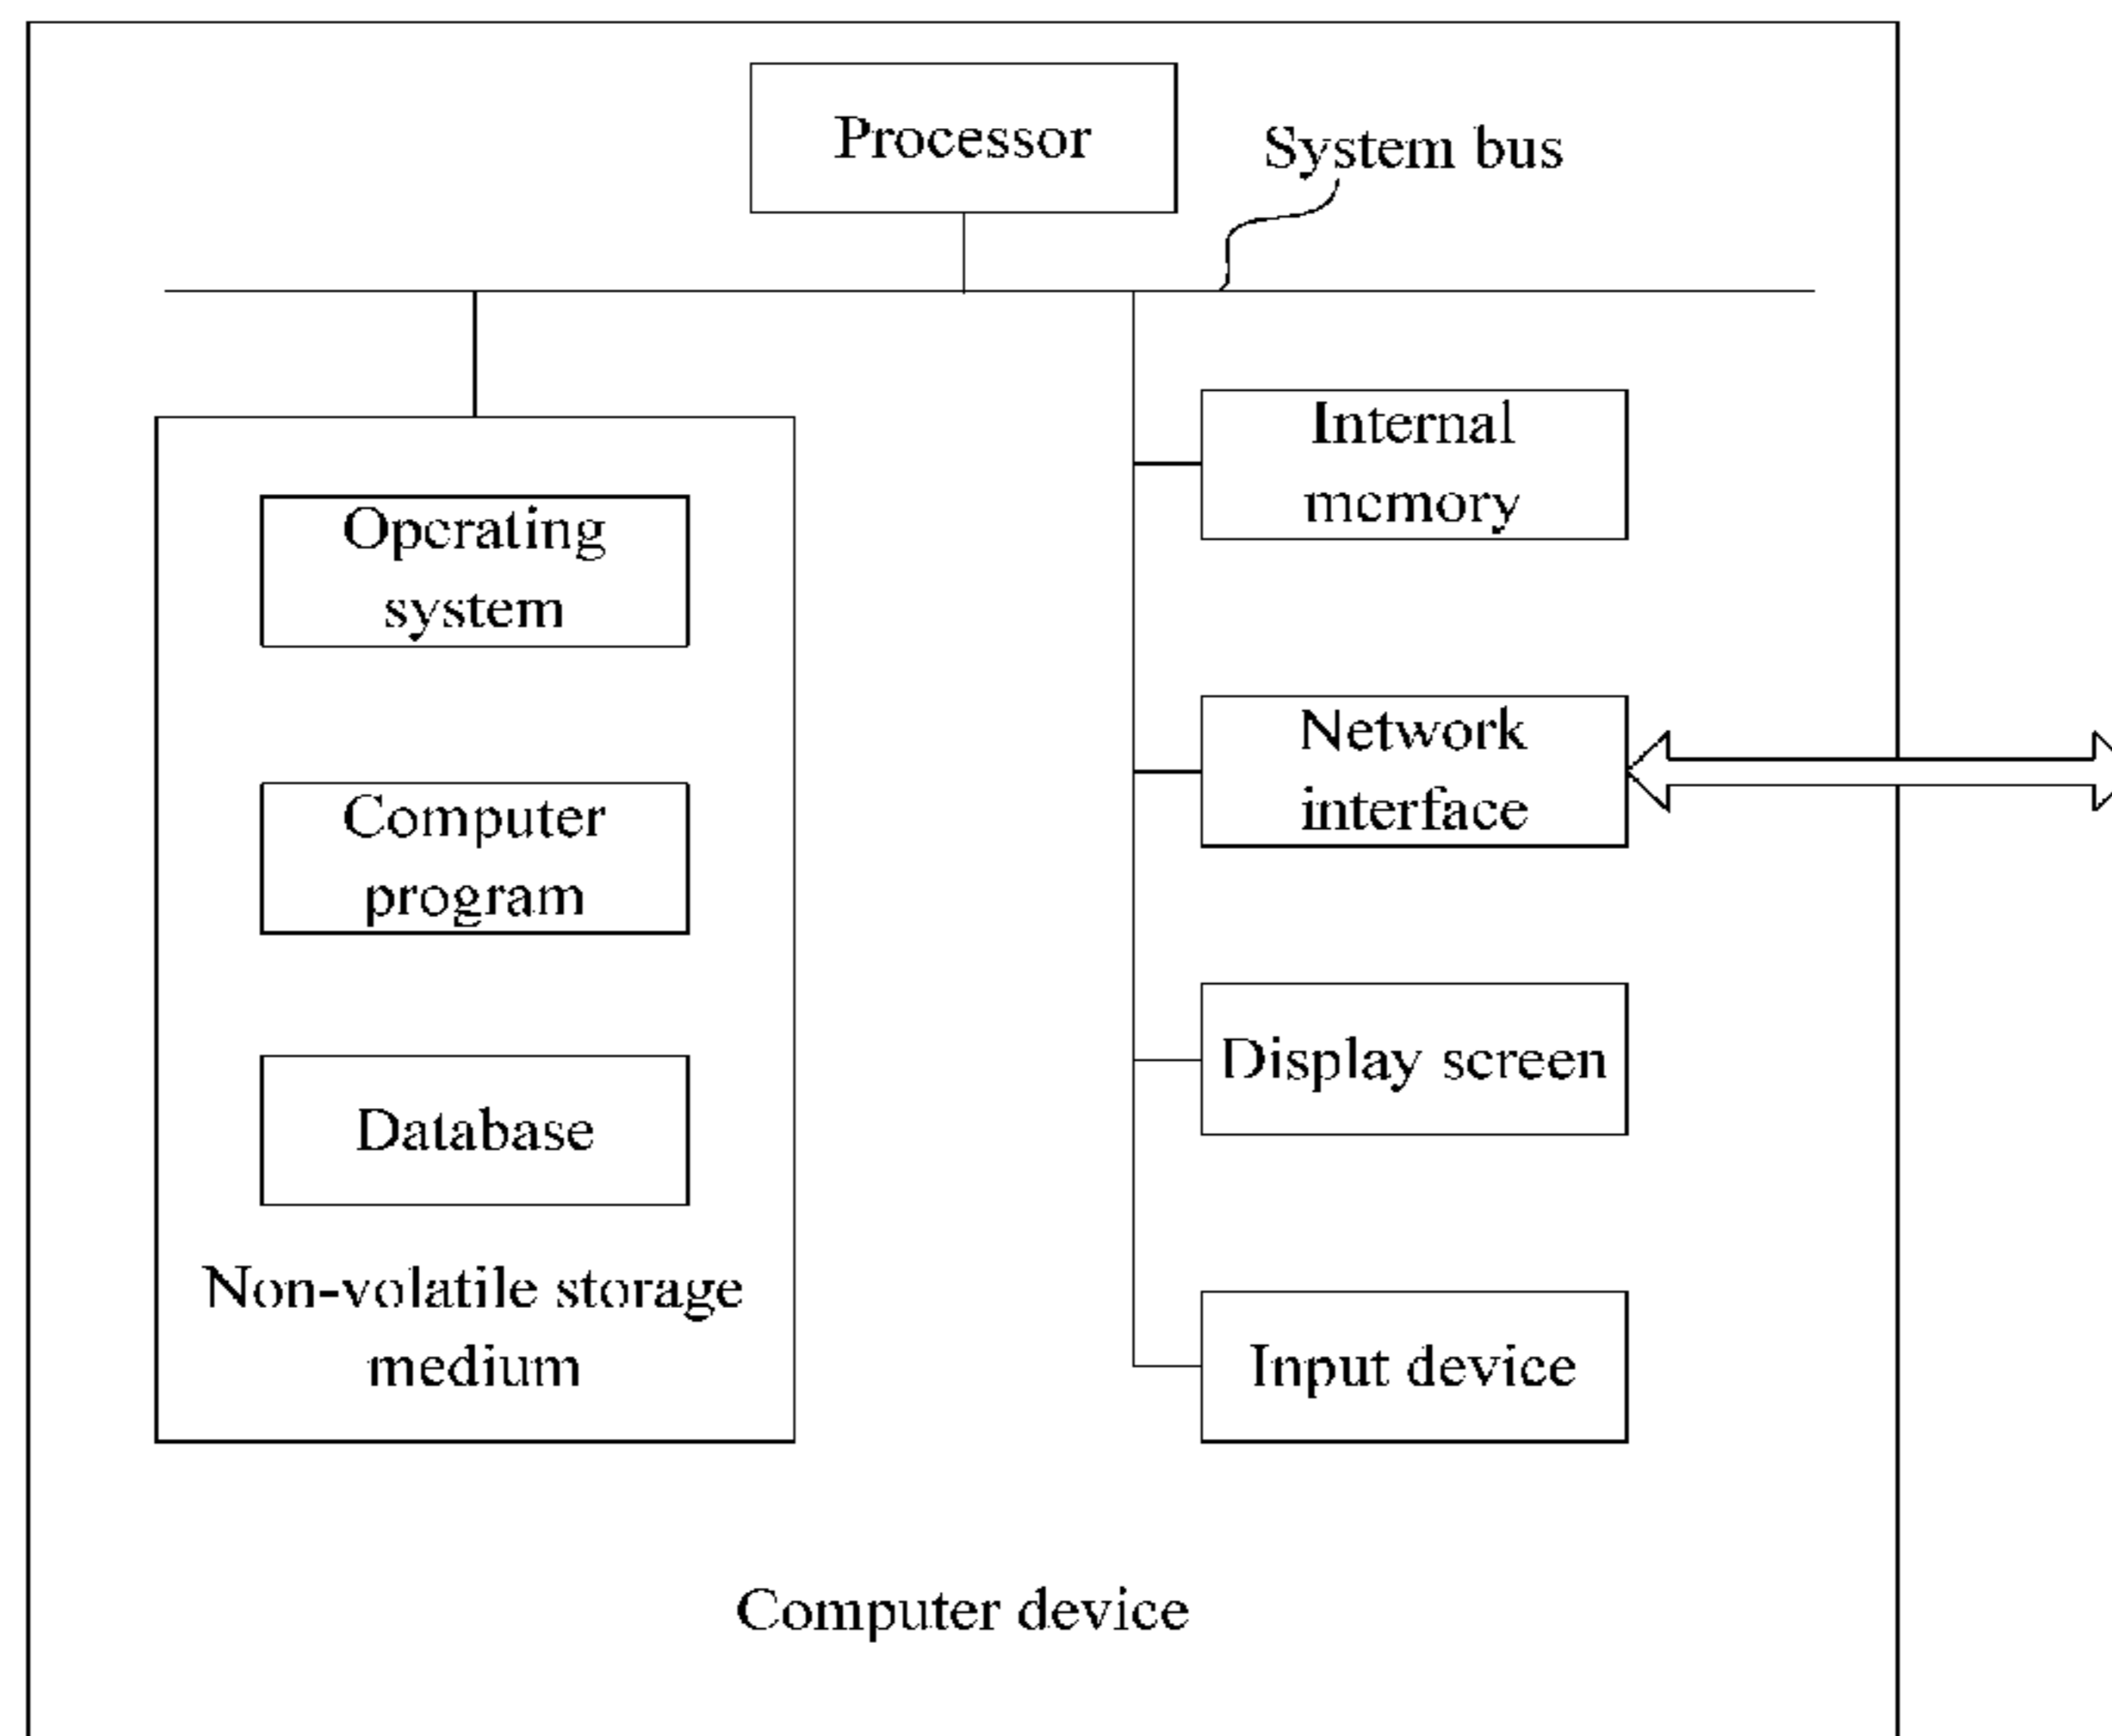 Processor
System bus
Internal
memory
Operating
system
Network
interface
Computer
program
Display screen
Database
Non-volatile storage
medium
Input device
Computer device